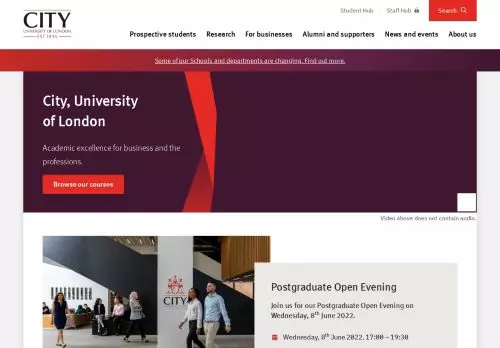 CITY
UNIVERSITY OF LONDON
EST 1894
Student Hub
Staff Hub
Search
Prospective students
Research
For businesses
Alumni and supporters
News and events
About us
Some of our Schools and departments are changing. Find out more.
City, University
of London
Academic excellence for business and the
professions.
Browse our courses
Video above does not contain audio.
CITY
Postgraduate Open Evening
Join us for our Postgraduate Open Evening on
Wednesday, 8th June 2022.
Wednesday, 8th June 2022, 17:00 – 19:30